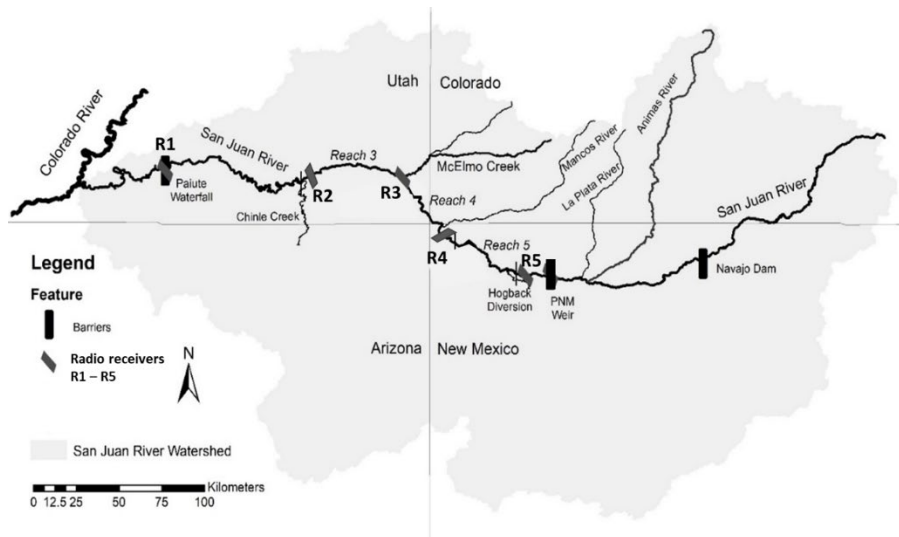 Colorado River
R1
Paiute
Waterfall
San Juan River
Reach 3
R2
Chinle Creek
R3
Utah
Colorado
McElmo Creek
Reach 4
Mancos River
La Plata River
Animas River
San Juan River
R4
Reach 5
R5
Hogback
Diversion
PNM
Weir
Navajo Dam
Arizona
New Mexico
Legend
Feature
Barriers
Radio receivers
R1 – R5
N
San Juan River Watershed
Kilometers
0 12.5 25 50 75 100